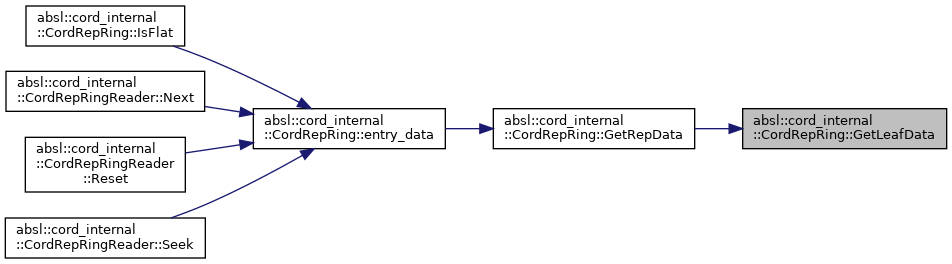 absl::cord_internal
::CordRepRing::IsFlat
absl::cord_internal
::CordRepRingReader::Next
absl::cord_internal
::CordRepRingReader
::Reset
absl::cord_internal
::CordRepRingReader::Seek
absl::cord_internal
::CordRepRing::entry_data
absl::cord_internal
::CordRepRing::GetRepData
absl::cord_internal
::CordRepRing::GetLeafData